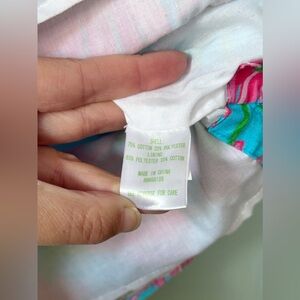 SHELL:
70% COTTON 30% POLYESTER
LINING:
65% POLYESTER 35% COTTON
MADE IN CHINA
SEE REVERSE FOR CARE